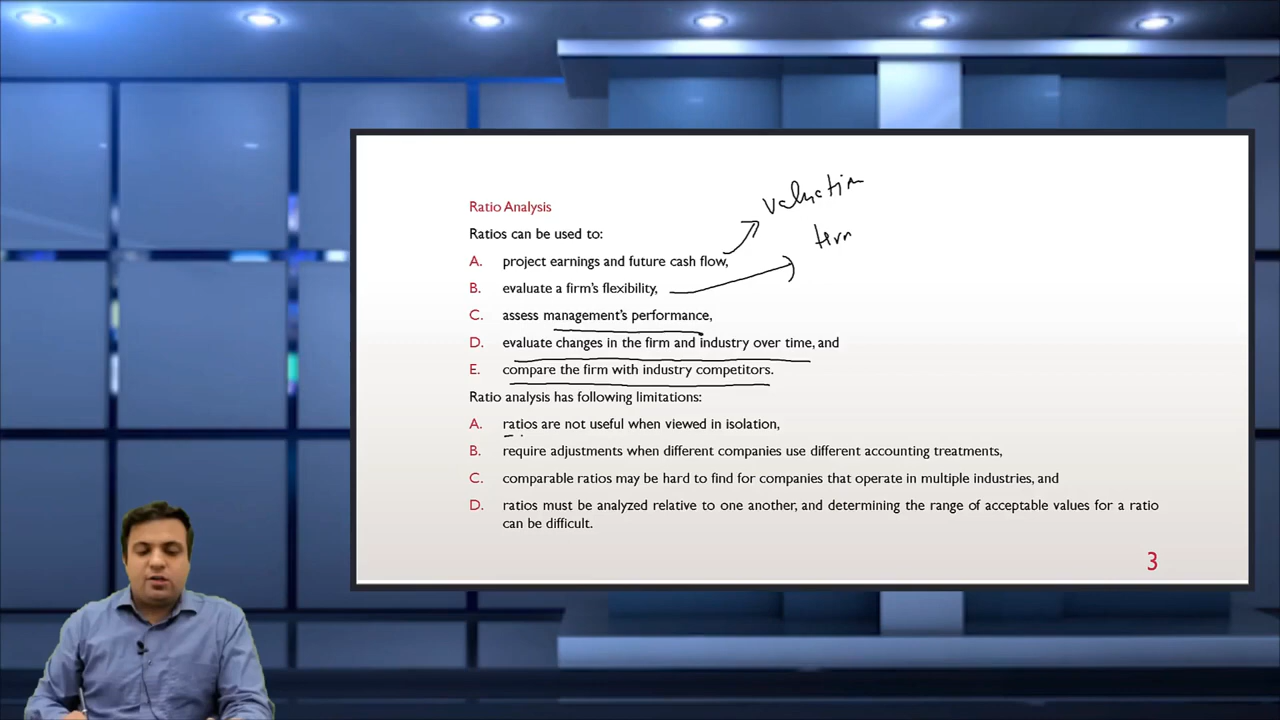 valuation
Ratio Analysis
Ratios can be used to:
A. project earnings and future cash flow,
B. evaluate a firm's flexibility,
C. assess management's performance,
D. evaluate changes in the firm and industry over time, and
E. compare the firm with industry competitors.
Ratio analysis has following limitations:
A. ratios are not useful when viewed in isolation,
B. require adjustments when different companies use different accounting treatments,
C. comparable ratios may be hard to find for companies that operate in multiple industries, and
D. ratios must be analyzed relative to one another, and determining the range of acceptable values for a ratio
can be difficult.
3